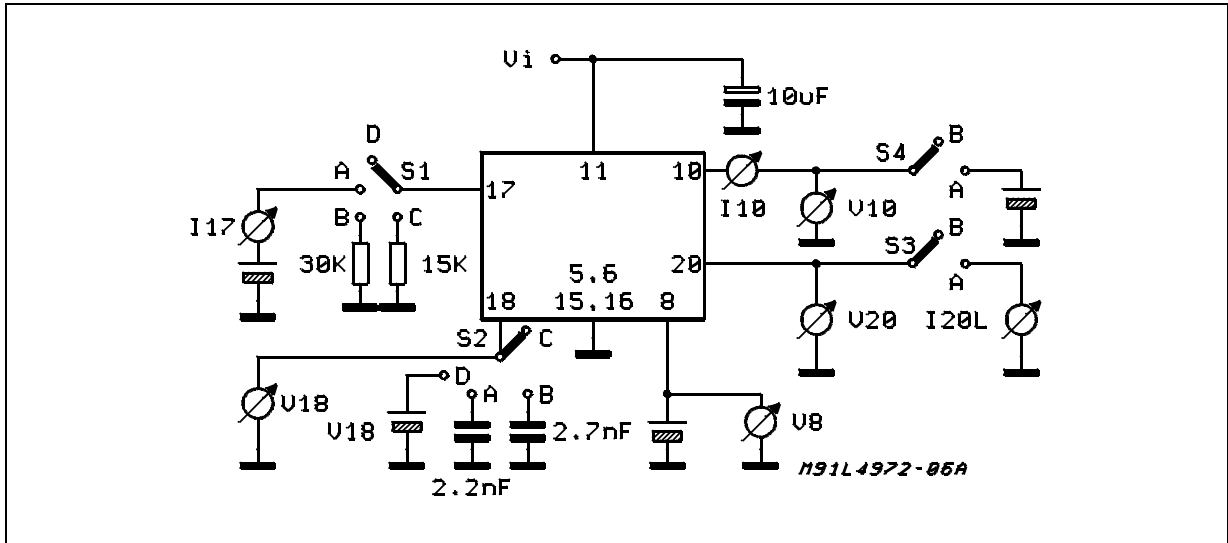 Vi
10uF
D
A
S1
S4
B
17
11
10
I10
V10
A
I17
B
C
30K
15K
S3
B
20
5.6
15.16
8
18
A
S2
C
V20
I20L
D
A
B
V18
V18
2.7nF
V8
2.2nF
M91L4972-06A